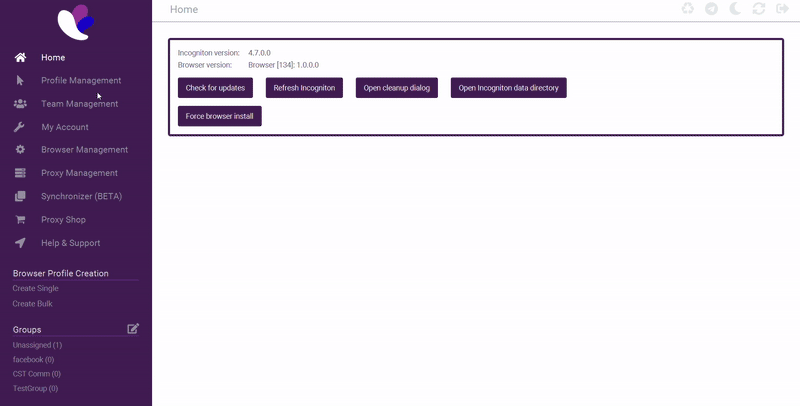 Home
Home
Profile Management
Team Management
My Account
Browser Management
Proxy Management
Synchronizer (BETA)
Proxy Shop
Help & Support
Browser Profile Creation
Create Single
Create Bulk
Groups
Unassigned (1)
facebook (0)
CST Comm (0)
TestGroup (0)
Incogniton version: 4.7.0.0
Browser version: Browser [134]: 1.0.0.0
Check for updates Refresh Incogniton Open cleanup dialog Open Incogniton data directory
Force browser install